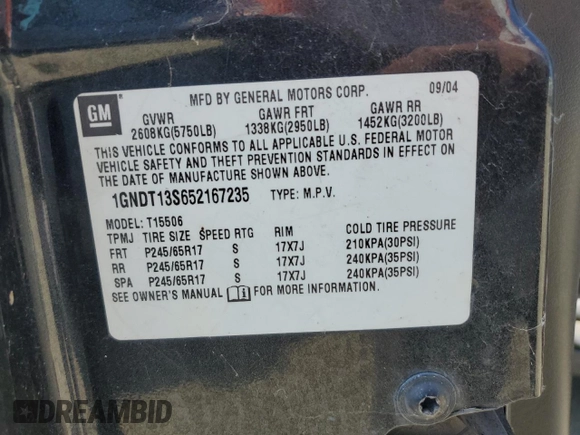 MFD BY GENERAL MOTORS CORP. 09/04
GM
GVWR GAWR FRT GAWR RR
2608KG(5750LB) 1338KG(2950LB) 1452KG(3200LB)
THIS VEHICLE CONFORMS TO ALL APPLICABLE U.S. FEDERAL MOTOR
VEHICLE SAFETY AND THEFT PREVENTION STANDARDS IN EFFECT ON
THE DATE OF MANUFACTURE SHOWN ABOVE.
1GNDT13S652167235 TYPE: M.P.V.
MODEL: T15506
TPMJ TIRE SIZE SPEED RTG RIM COLD TIRE PRESSURE
FRT P245/65R17 S 17X7J 210KPA(30PSI)
RR P245/65R17 S 17X7J 240KPA(35PSI)
SPA P245/65R17 S 17X7J 240KPA(35PSI)
SEE OWNER'S MANUAL FOR MORE INFORMATION.
DREAMBID